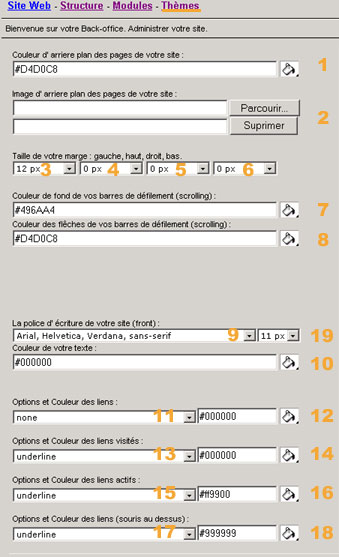 Site Web - Structure - Modules - Thèmes
Bienvenue sur votre Back-office. Administrer votre site.
Couleur d' arriere plan des pages de votre site :
#D4D0C8 1
Image d' arriere plan des pages de votre site :
Parcourir...
2
Suprimer
Taille de votre marge : gauche, haut, droit, bas.
12 px 3 0 px 4 0 px 5 0 px 6
Couleur de fond de vos barres de défilement (scrolling) :
#496AA4 7
Couleur des flêches de vos barres de défilement (scrolling) :
#D4D0C8 8
La police d' écriture de votre site (front) :
Arial, Helvetica, Verdana, sans-serif 9 11 px 19
Couleur de votre texte :
#000000 10
Options et Couleur des liens :
none 11 #000000 12
Options et Couleur des liens visités :
underline 13 #000000 14
Options et Couleur des liens actifs :
underline 15 #ff9900 16
Options et Couleur des liens (souris au dessus) :
underline 17 #999999 18